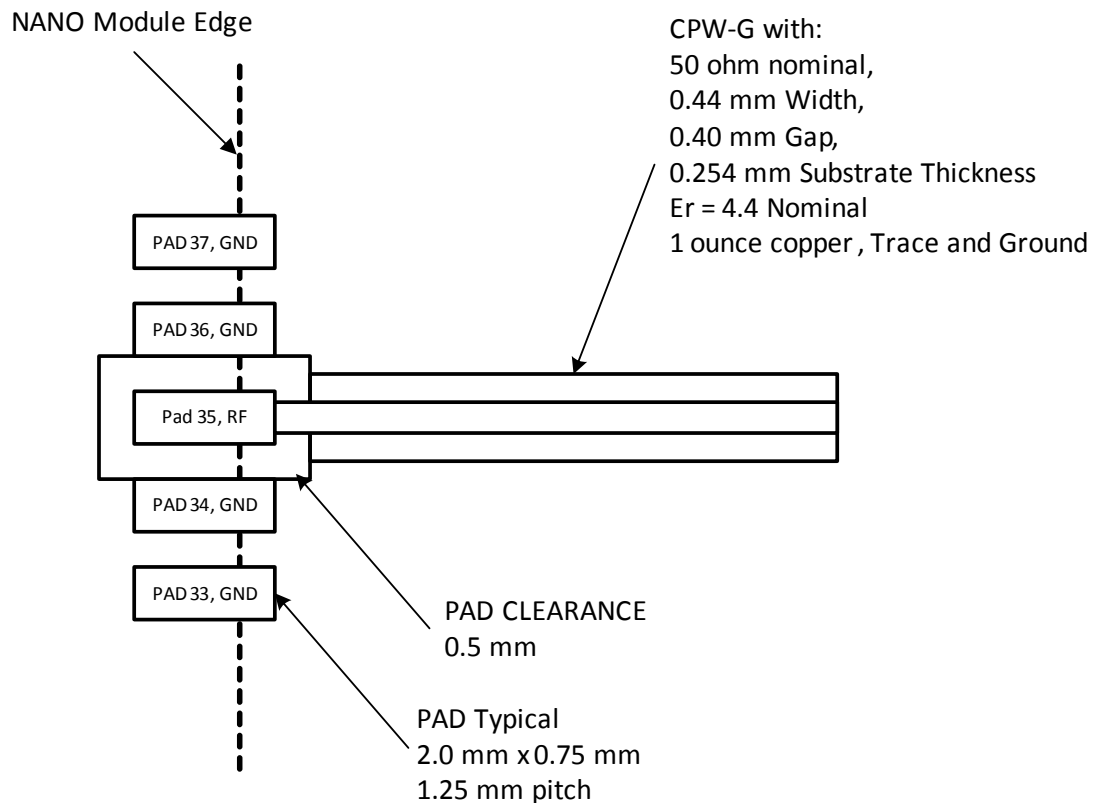 NANO Module Edge
CPW-G with:
50 ohm nominal,
0.44 mm Width,
0.40 mm Gap,
0.254 mm Substrate Thickness
Er = 4.4 Nominal
1 ounce copper , Trace and Ground
PAD 37, GND
PAD 36, GND
Pad 35, RF
PAD 34, GND
PAD 33, GND
PAD CLEARANCE
0.5 mm
PAD Typical
2.0 mm x 0.75 mm
1.25 mm pitch